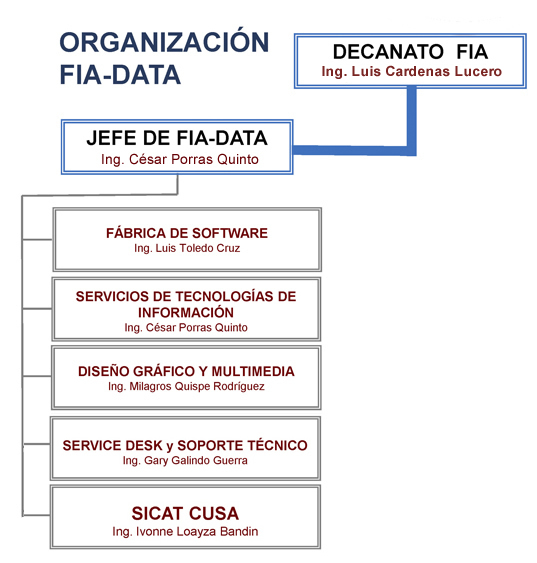 ORGANIZACIÓN
FIA-DATA
DECANATO FIA
Ing. Luis Cardenas Lucero
JEFE DE FIA-DATA
Ing. César Porras Quinto
FÁBRICA DE SOFTWARE
Ing. Luis Toledo Cruz
SERVICIOS DE TECNOLOGÍAS DE
INFORMACIÓN
Ing. César Porras Quinto
DISEÑO GRÁFICO Y MULTIMEDIA
Ing. Milagros Quispe Rodríguez
SERVICE DESK y SOPORTE TÉCNICO
Ing. Gary Galindo Guerra
SICAT CUSA
Ing. Ivonne Loayza Bandin